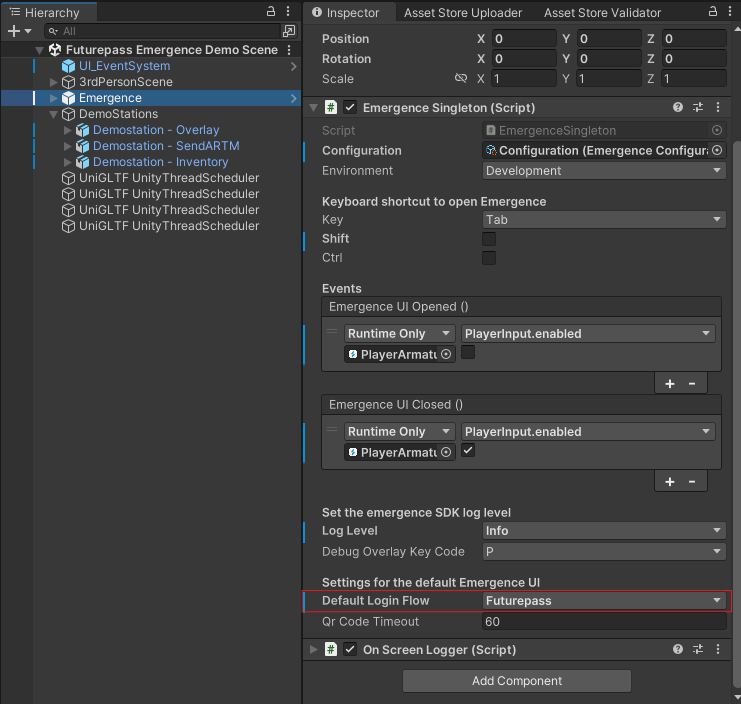 Hierarchy
All
Futurepass Emergence Demo Scene
UI_EventSystem
3rdPersonScene
Emergence
DemoStations
Demostation - Overlay
Demostation - SendARTM
Demostation - Inventory
UniGLTF UnityThreadScheduler
UniGLTF UnityThreadScheduler
UniGLTF UnityThreadScheduler
UniGLTF UnityThreadScheduler
Inspector Asset Store Uploader Asset Store Validator
Position X 0 Y 0 Z 0
Rotation X 0 Y 0 Z 0
Scale X 1 Y 1 Z 1
# Emergence Singleton (Script)
Script # EmergenceSingleton
Configuration Configuration (Emergence Configura
Environment Development
Keyboard shortcut to open Emergence
Key Tab
Shift
Ctrl
Events
Emergence UI Opened ()
Runtime Only PlayerInput.enabled
PlayerArmatu
+ -
Emergence UI Closed ()
Runtime Only PlayerInput.enabled
PlayerArmatu
+ -
Set the emergence SDK log level
Log Level Info
Debug Overlay Key Code P
Settings for the default Emergence UI
Default Login Flow Futurepass
Qr Code Timeout 60
# On Screen Logger (Script)
Add Component